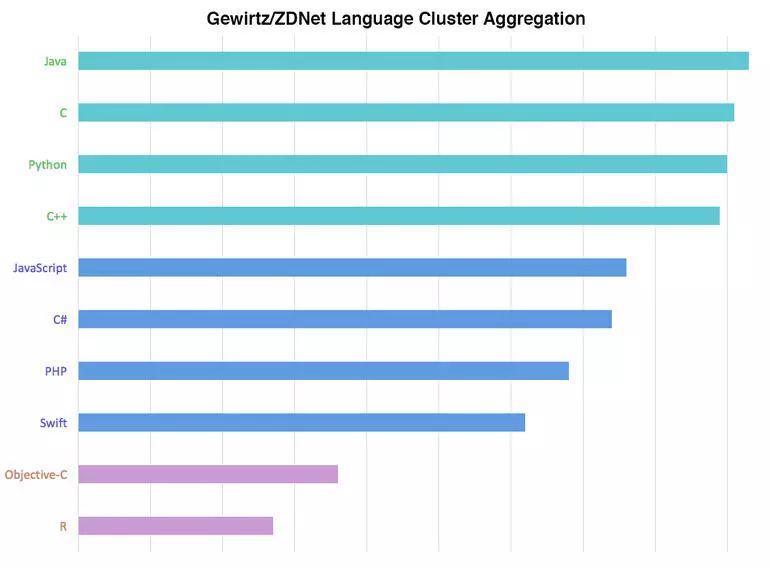 Gewirtz/ZDNet Language Cluster Aggregation
Java
C
Python
C++
JavaScript
C#
PHP
Swift
Objective-C
R